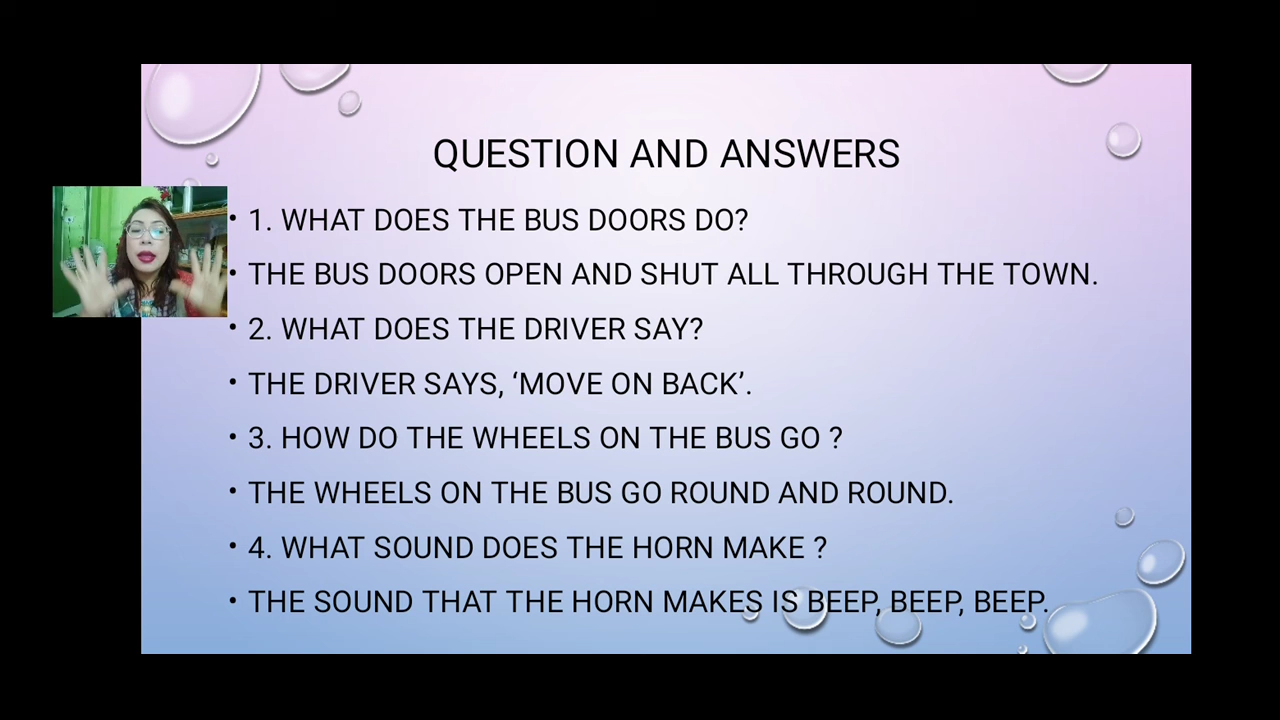 QUESTION AND ANSWERS
• 1. WHAT DOES THE BUS DOORS DO?
• THE BUS DOORS OPEN AND SHUT ALL THROUGH THE TOWN.
• 2. WHAT DOES THE DRIVER SAY?
• THE DRIVER SAYS, ‘MOVE ON BACK’.
• 3. HOW DO THE WHEELS ON THE BUS GO ?
• THE WHEELS ON THE BUS GO ROUND AND ROUND.
• 4. WHAT SOUND DOES THE HORN MAKE ?
• THE SOUND THAT THE HORN MAKES IS BEEP, BEEP, BEEP.